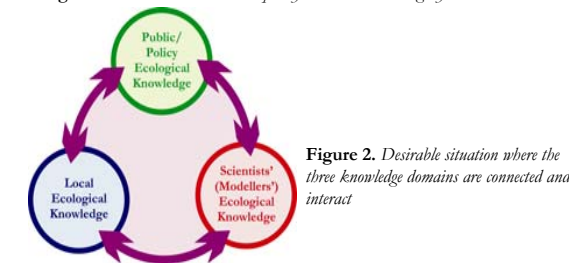 Public/
Policy
Ecological
Knowledge
Local
Ecological
Knowledge
Scientists'
(Modellers')
Ecological
Knowledge
Figure 2. Desirable situation where the
three knowledge domains are connected and
interact